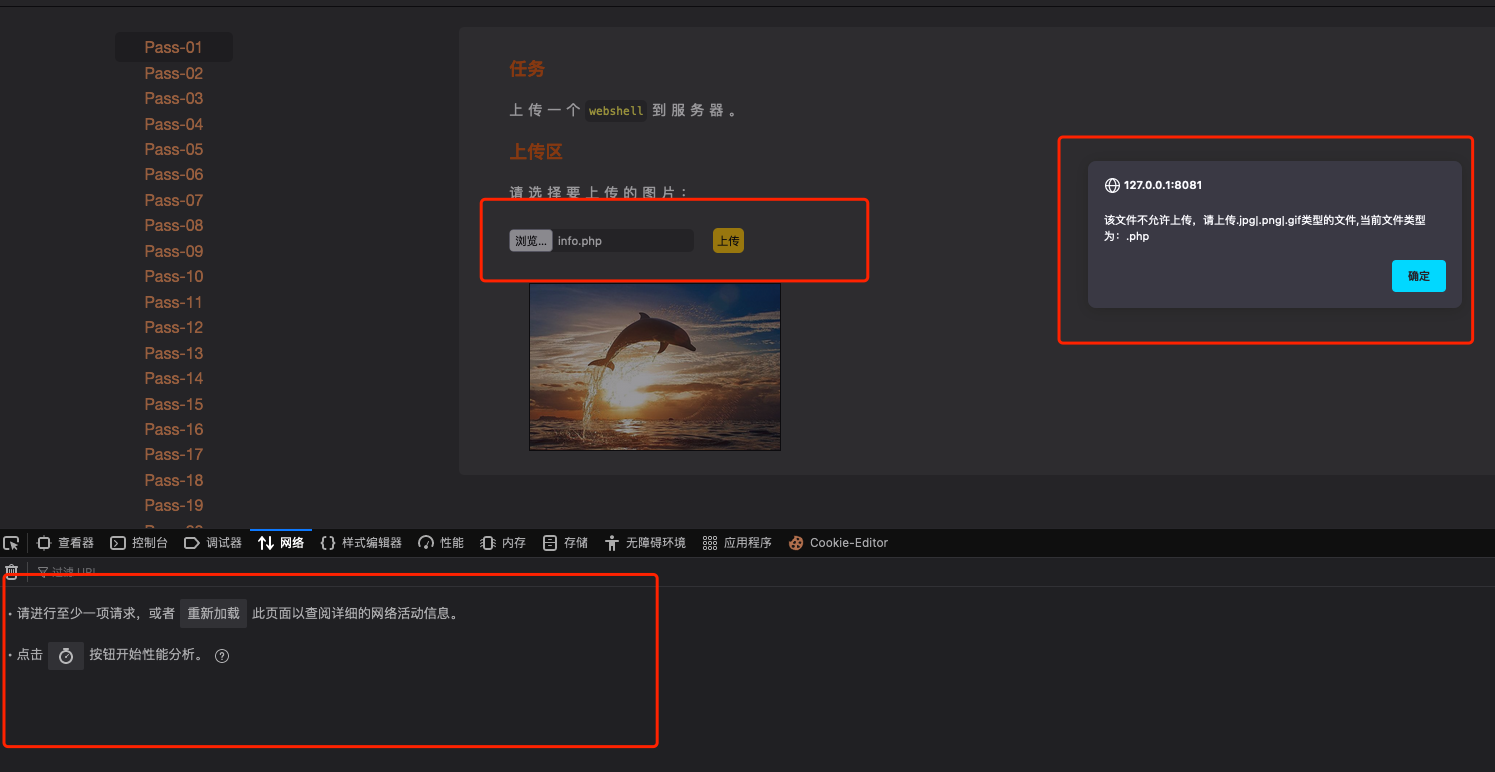 Pass-01
Pass-02
Pass-03
Pass-04
Pass-05
Pass-06
Pass-07
Pass-08
Pass-09
Pass-10
Pass-11
Pass-12
Pass-13
Pass-14
Pass-15
Pass-16
Pass-17
Pass-18
Pass-19
任务
上传一个 webshell 到服务器。
上传区
请选择要上传的图片：
浏览... info.php 上传
127.0.0.1:8081
该文件不允许上传，请上传.jpg|.png|.gif类型的文件,当前文件类型
为：.php
确定
查看器 控制台 调试器 网络 {} 样式编辑器 性能 内存 存储 无障碍环境 应用程序 Cookie-Editor
过滤 URL
• 请进行至少一项请求，或者 重新加载 此页面以查阅详细的网络活动信息。
• 点击 按钮开始性能分析。 ?